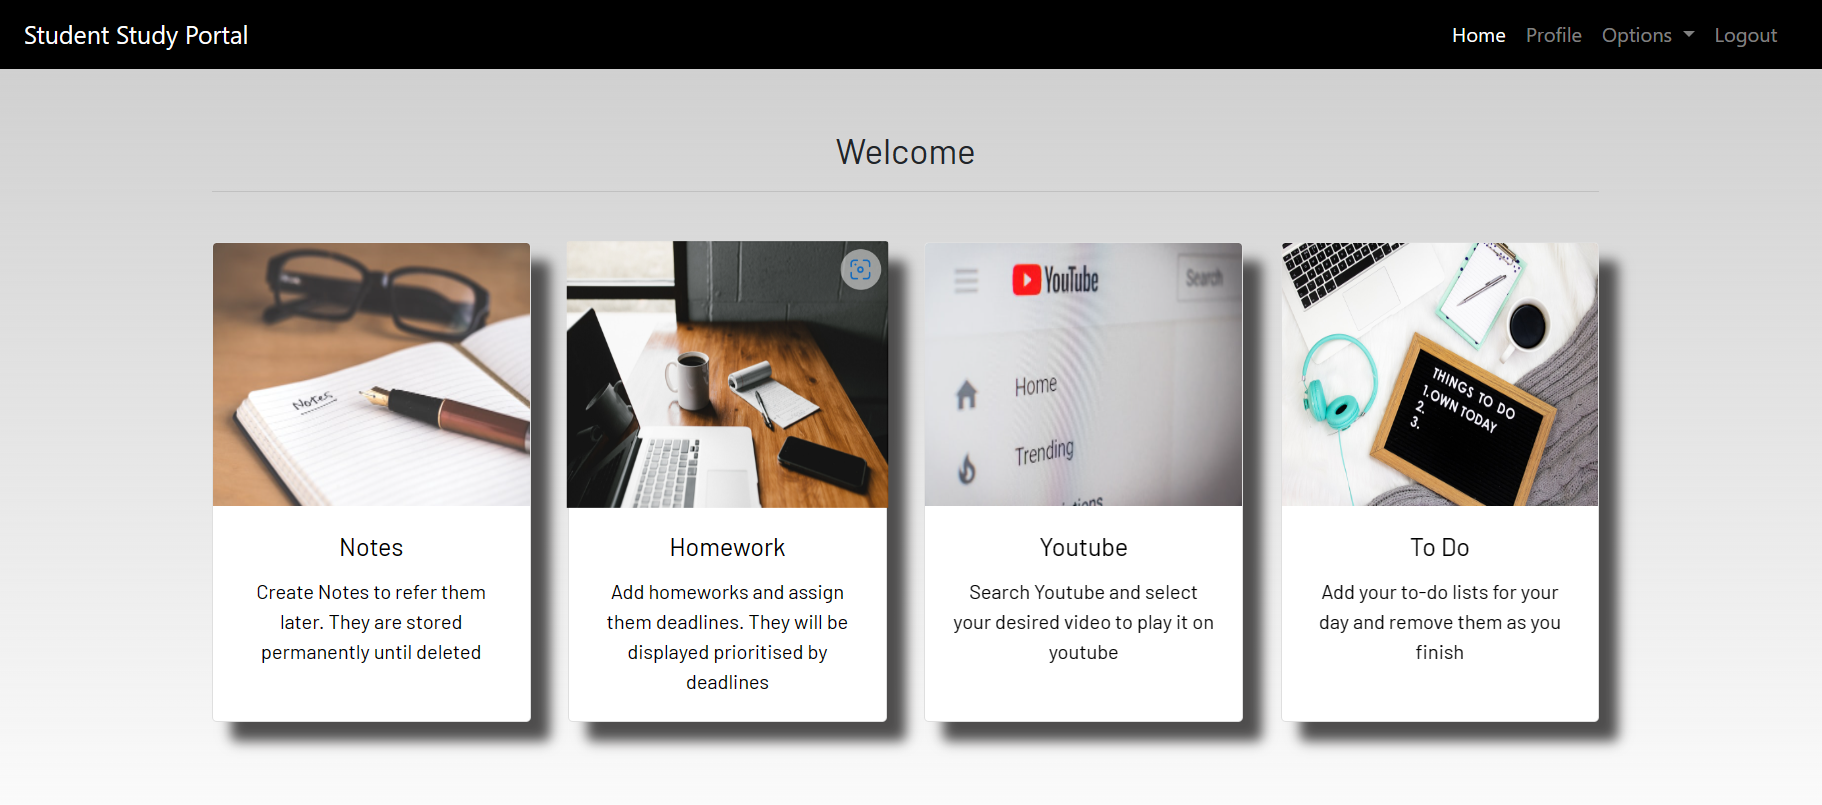 Student Study Portal
Home Profile Options Logout
Welcome
Notes
YouTube
Search
Home
Trending
THINGS TO DO
1.OWN TODAY
2.
3.
Notes
Create Notes to refer them
later. They are stored
permanently until deleted
Homework
Add homeworks and assign
them deadlines. They will be
displayed prioritised by
deadlines
Youtube
Search Youtube and select
your desired video to play it on
youtube
To Do
Add your to-do lists for your
day and remove them as you
finish